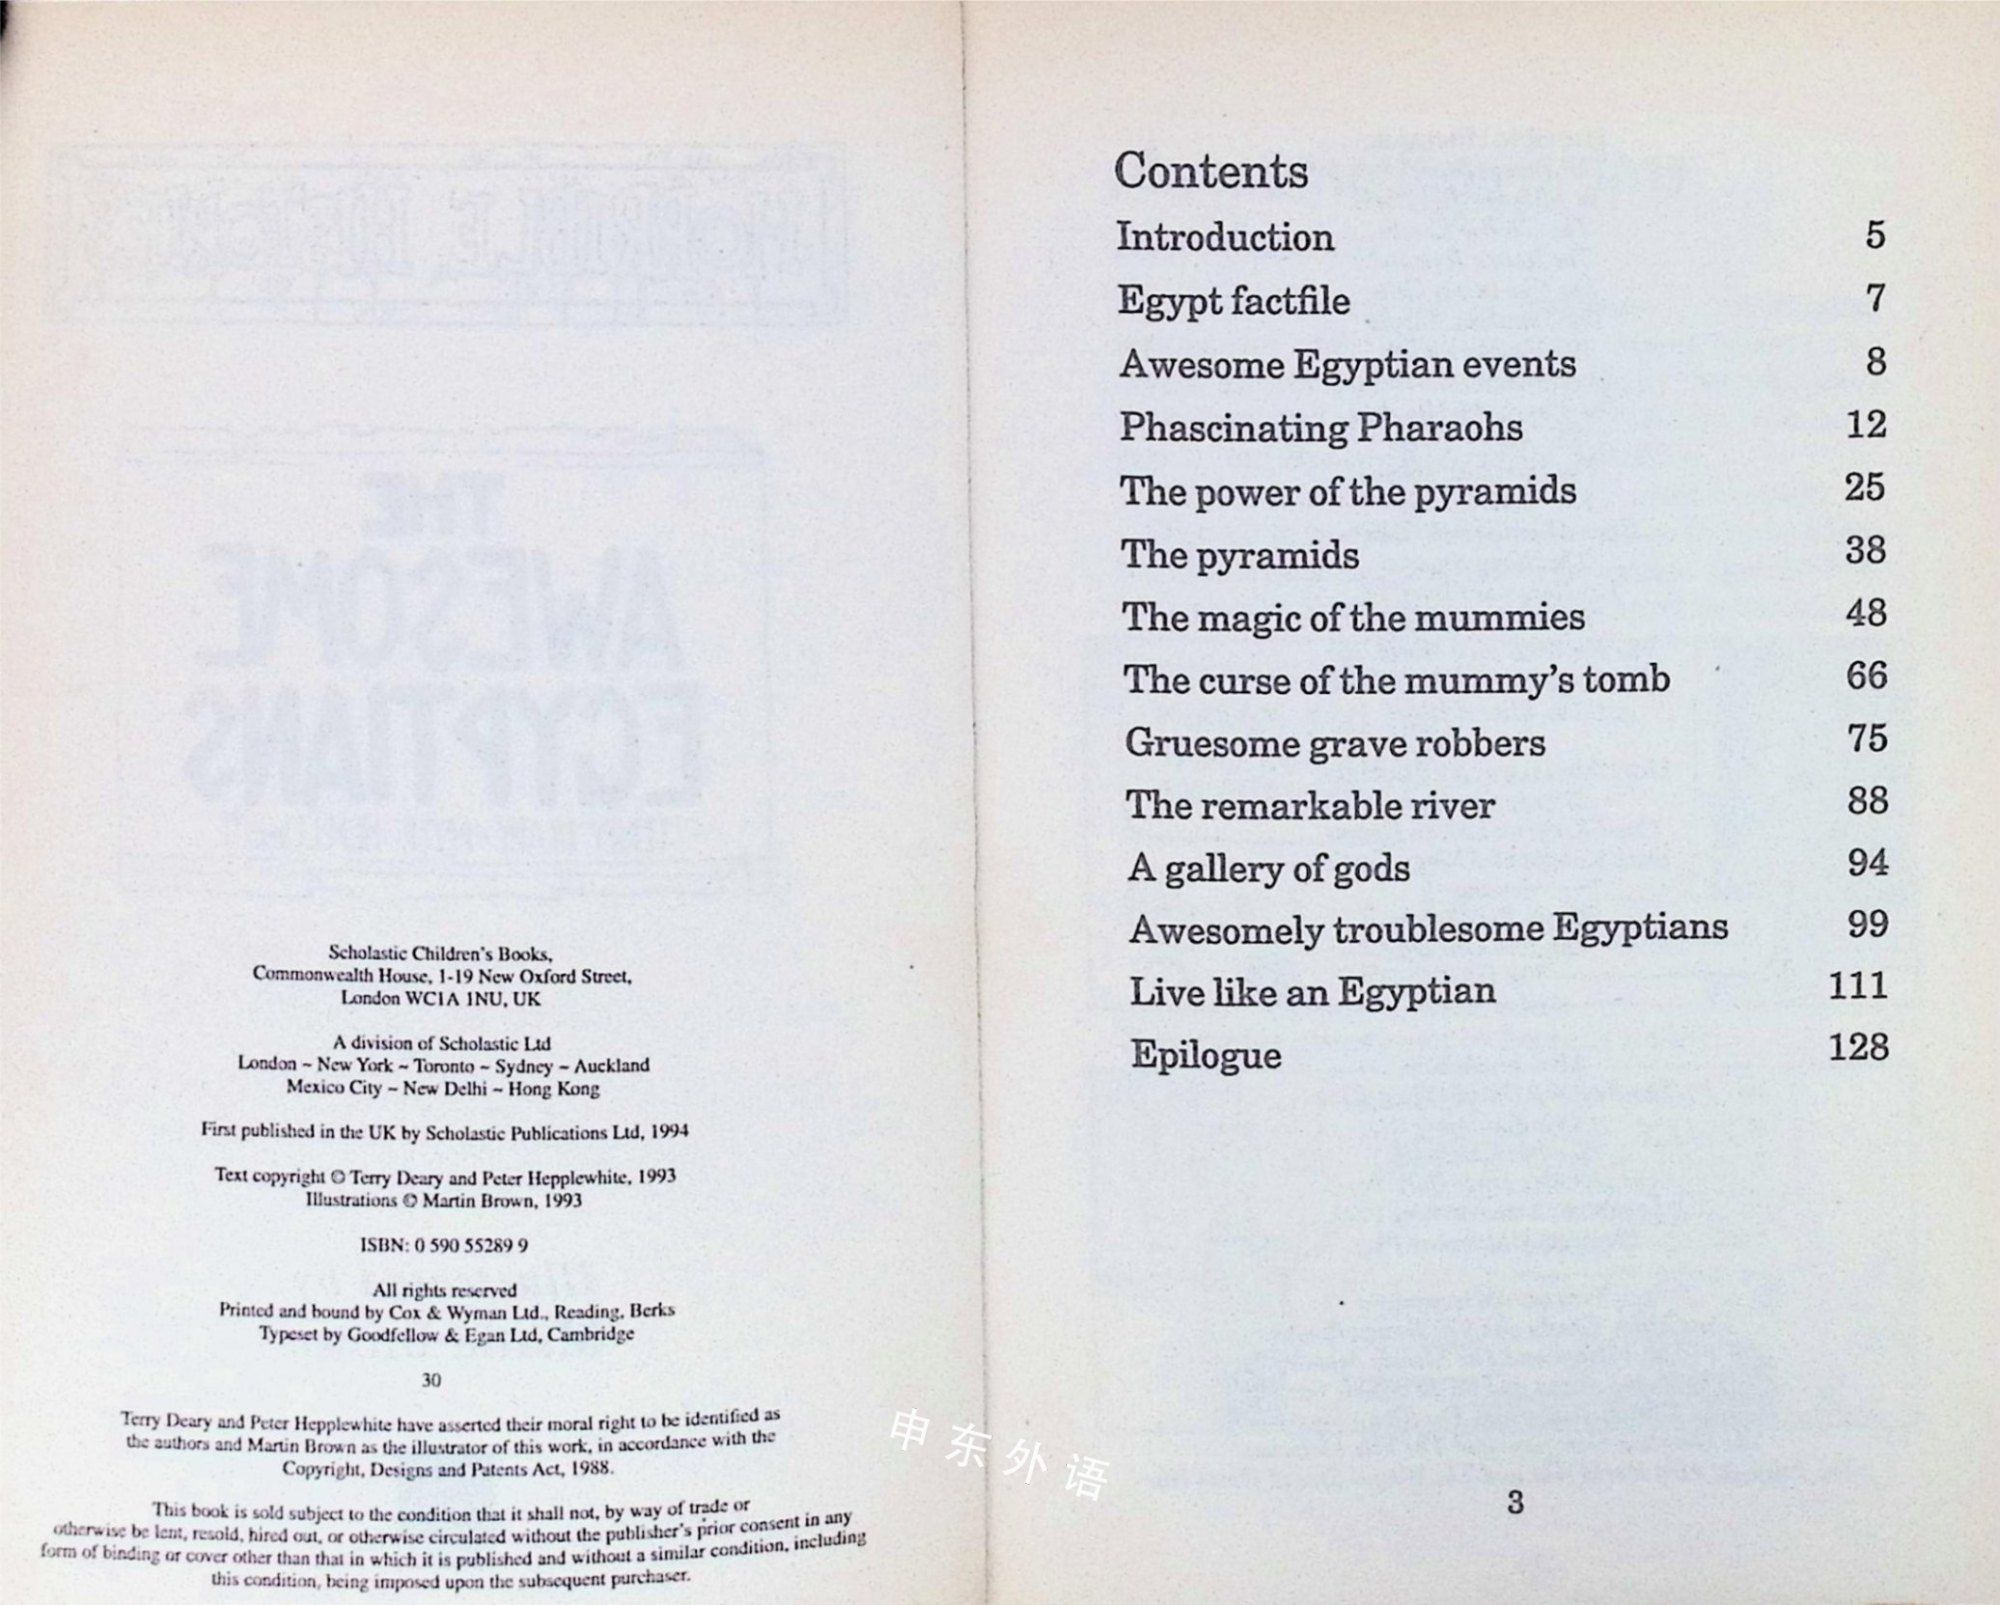 Scholastic Children's Books,
Commonwealth House, 1-19 New Oxford Street,
London WC1A 1NU, UK
A division of Scholastic Ltd
London ~ New York ~ Toronto ~ Sydney ~ Auckland
Mexico City ~ New Delhi ~ Hong Kong
First published in the UK by Scholastic Publications Ltd, 1994
Text copyright © Terry Deary and Peter Hepplewhite, 1993
Illustrations © Martin Brown, 1993
ISBN: 0 590 55289 9
All rights reserved
Printed and bound by Cox & Wyman Ltd., Reading, Berks
Typeset by Goodfellow & Egan Ltd, Cambridge
30
Terry Deary and Peter Hepplewhite have asserted their moral right to be identified as
the authors and Martin Brown as the illustrator of this work, in accordance with the
Copyright, Designs and Patents Act, 1988.
This book is sold subject to the condition that it shall not, by way of trade or
otherwise be lent, resold, hired out, or otherwise circulated without the publisher's prior consent in any
form of binding or cover other than that in which it is published and without a similar condition, including
this condition, being imposed upon the subsequent purchaser.
Contents
Introduction 5
Egypt factfile 7
Awesome Egyptian events 8
Phascinating Pharaohs 12
The power of the pyramids 25
The pyramids 38
The magic of the mummies 48
The curse of the mummy's tomb 66
Gruesome grave robbers 75
The remarkable river 88
A gallery of gods 94
Awesomely troublesome Egyptians 99
Live like an Egyptian 111
Epilogue 128
3
申东外语